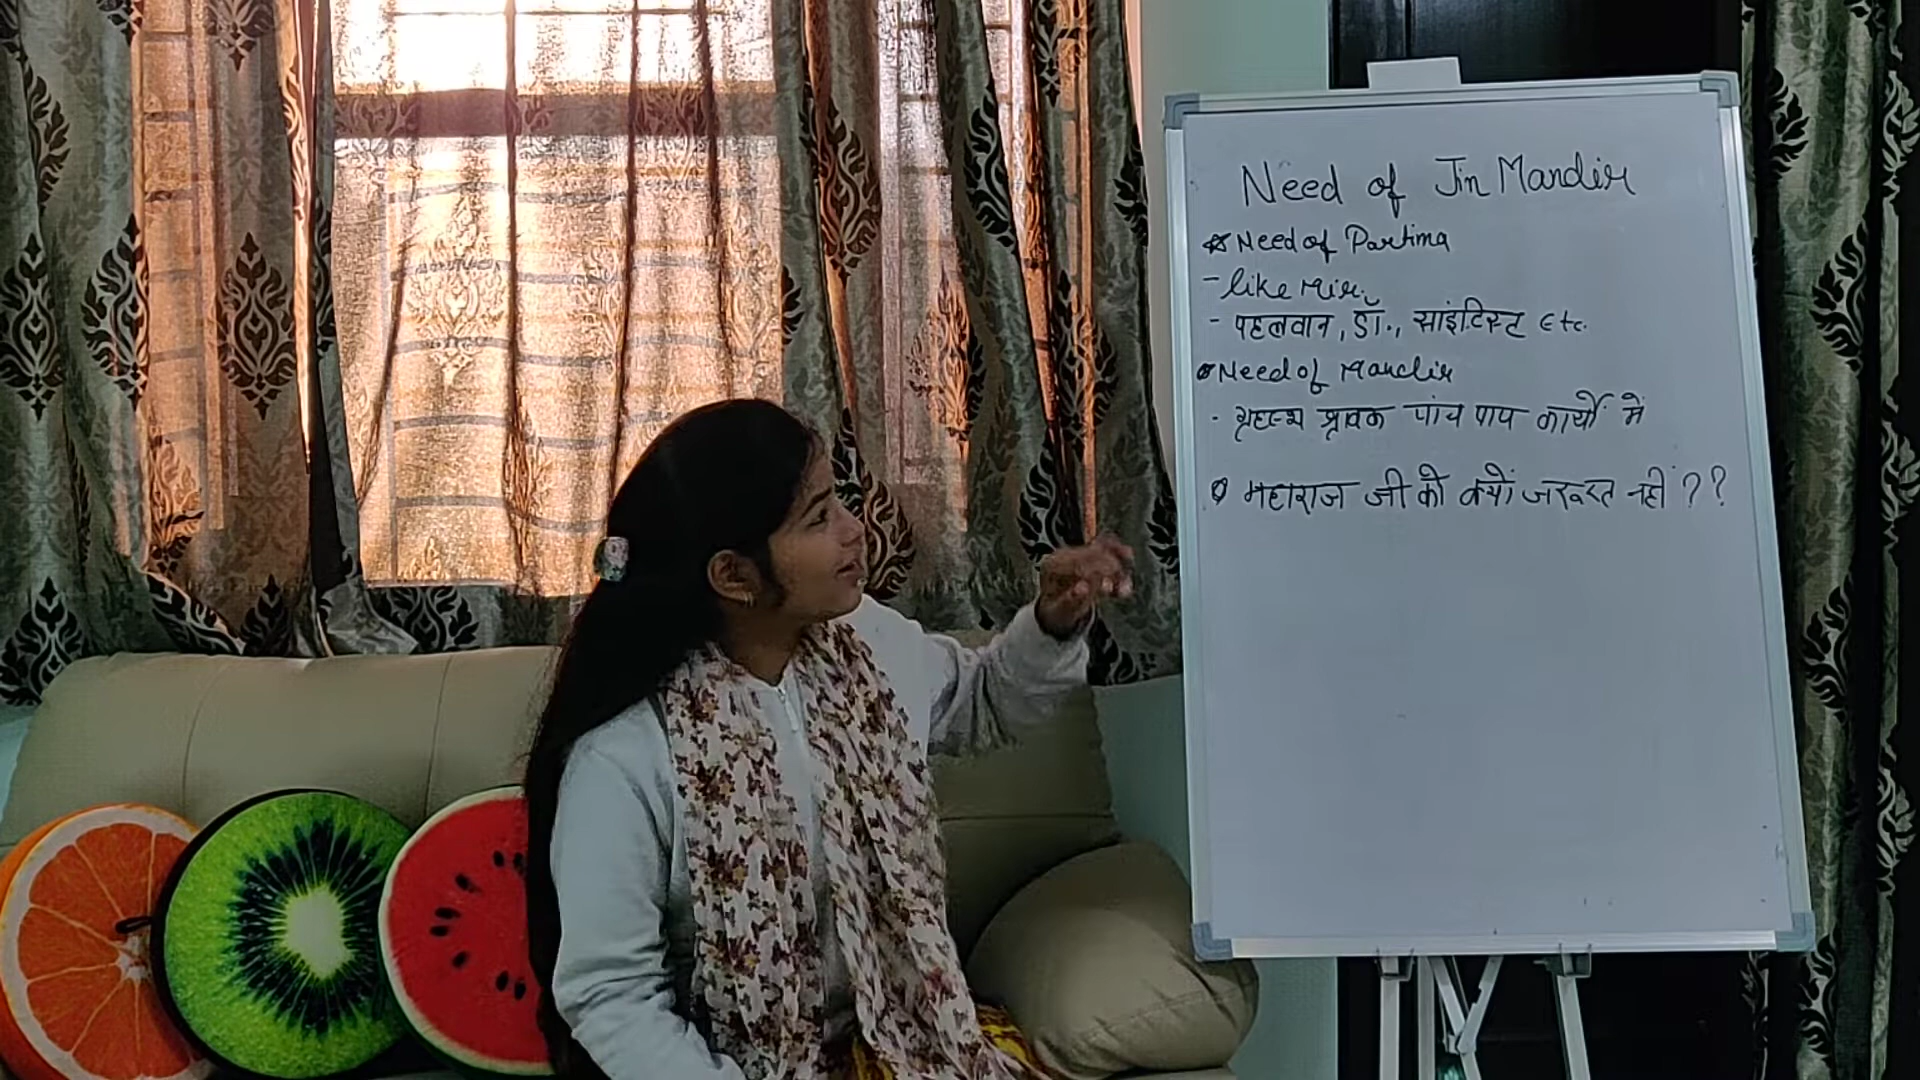 Need of Jin Mandir
Need of Partima
- like Mirr
- पहलवान, डॉ., सांइटिस्ट etc.
Need of Mandir
- गृहस्थ श्रावक पांच पाप कार्यों में
महाराज जी को क्यों जरूरत नहीं ??